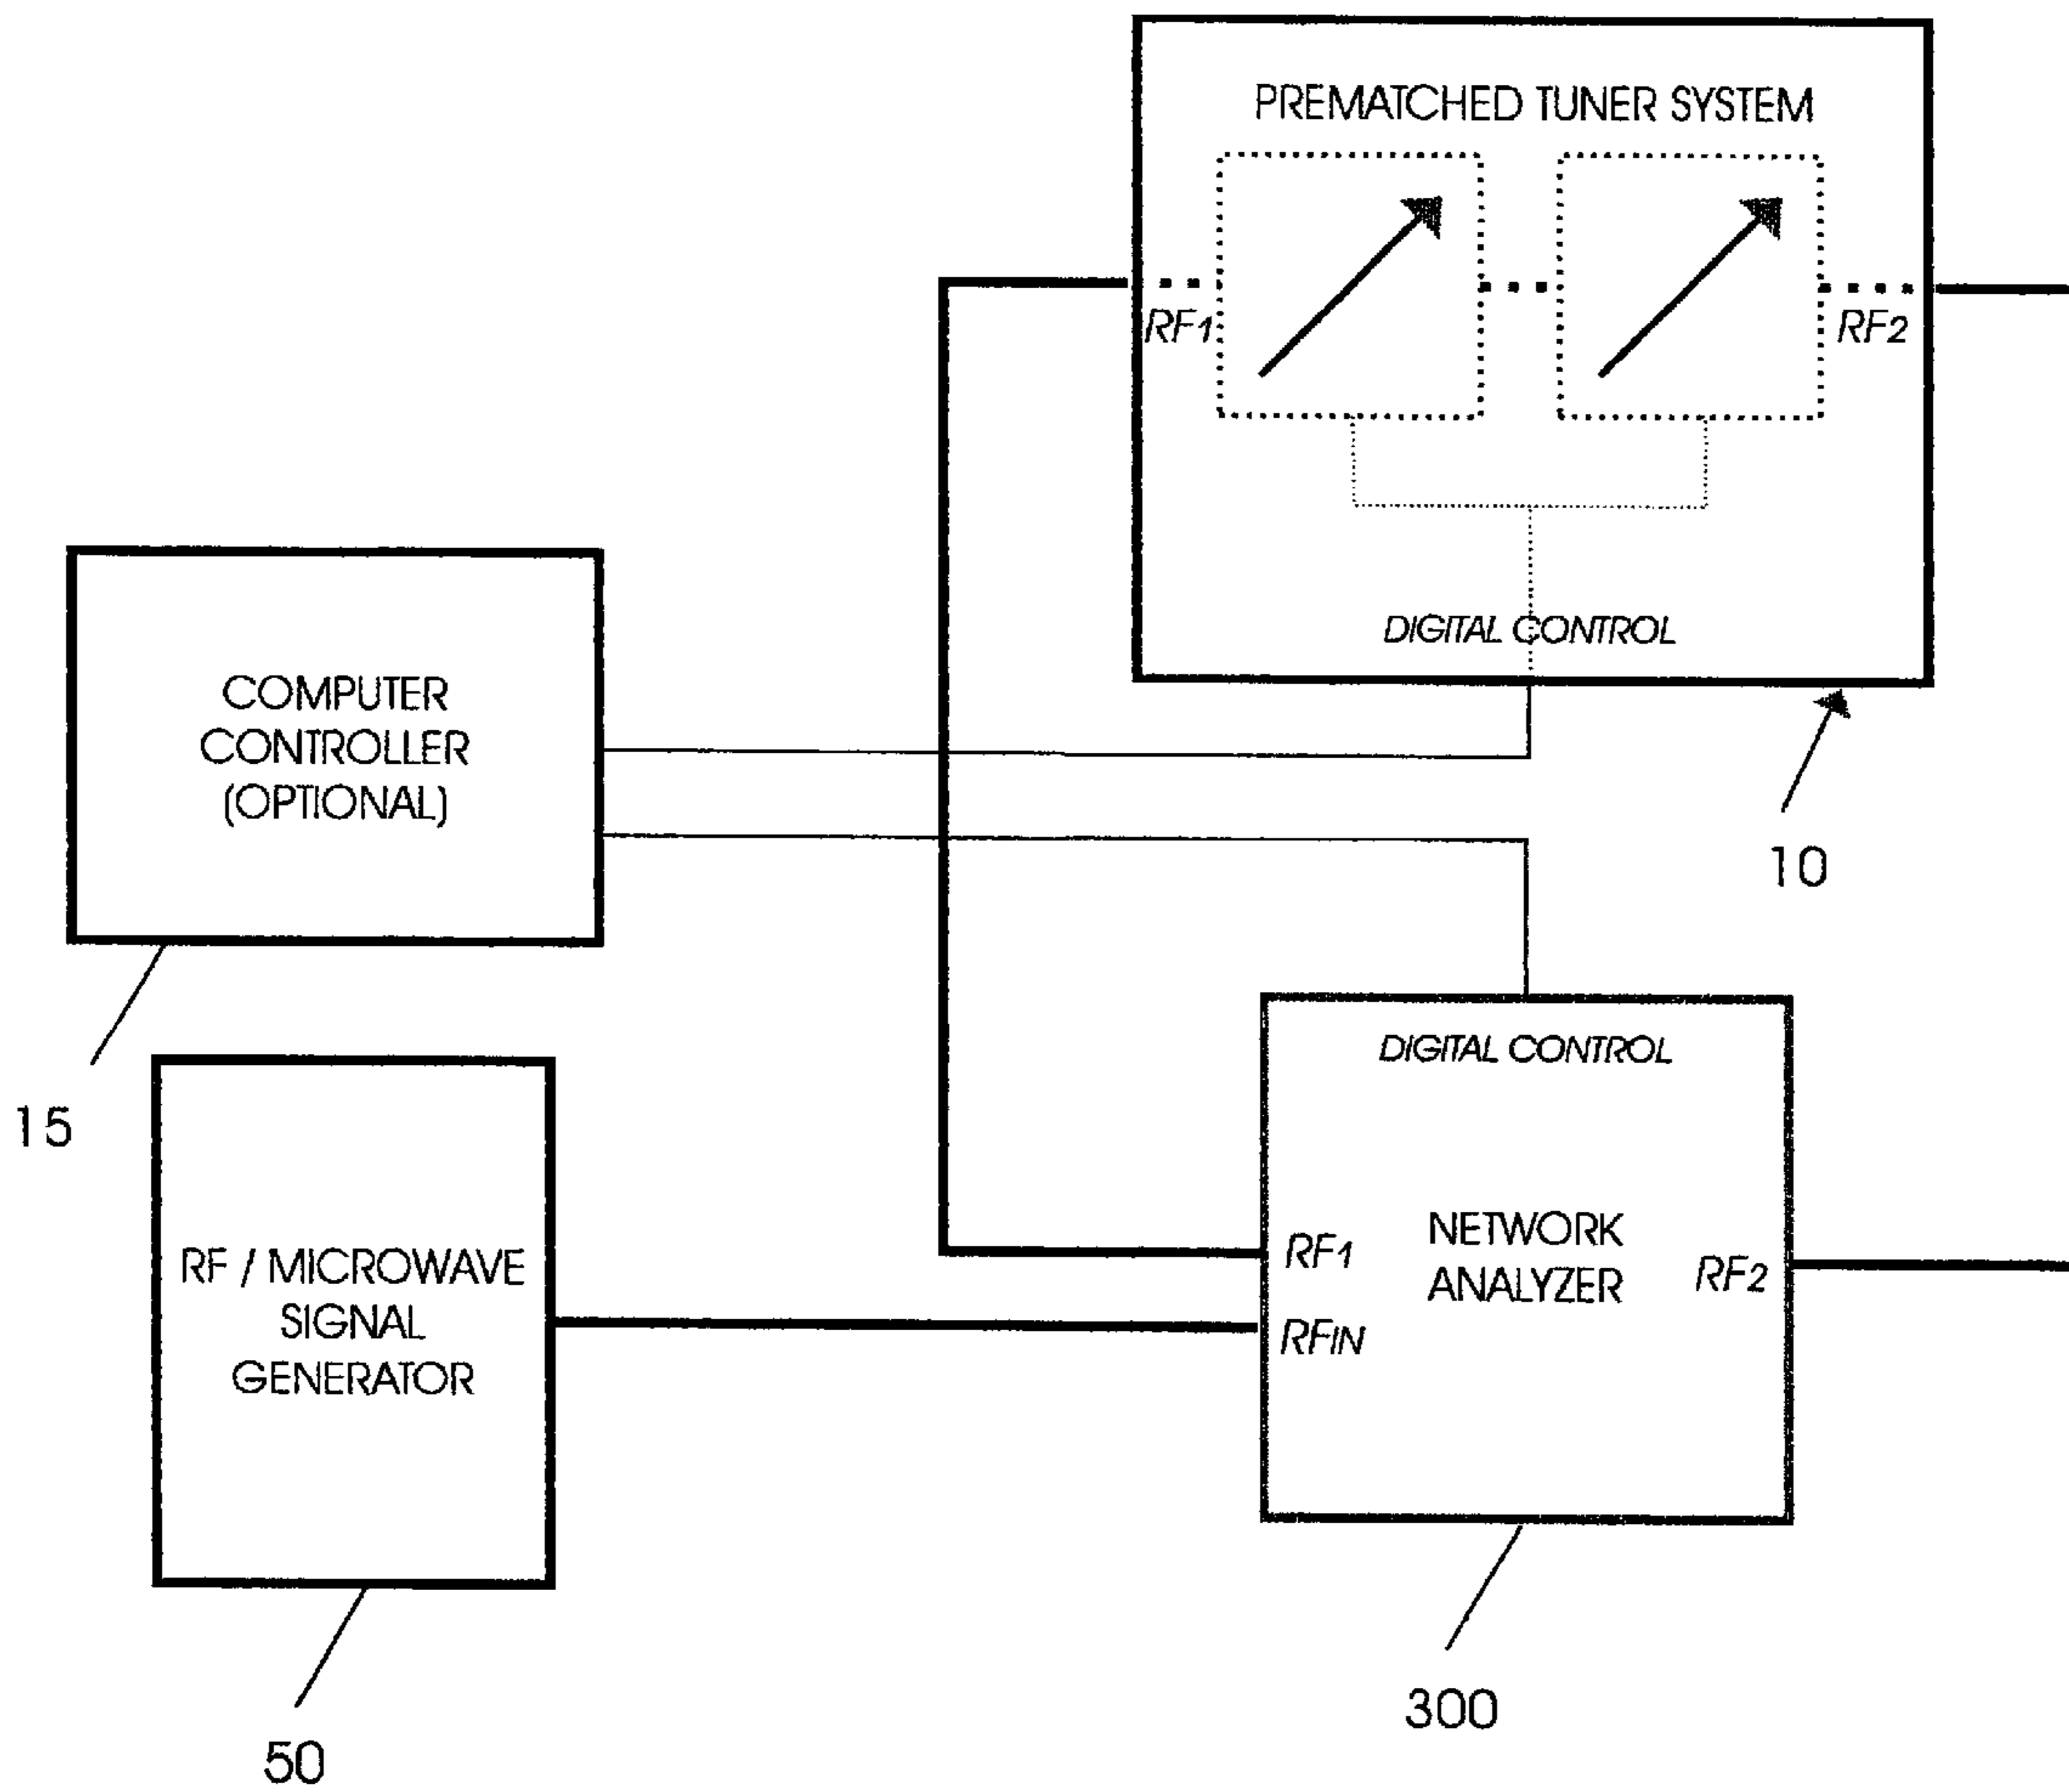 PREMATCHED TUNER SYSTEM
RF1
RF2
DIGITAL CONTROL
10
COMPUTER
CONTROLLER
(OPTIONAL)
15
DIGITAL CONTROL
RF1
NETWORK
ANALYZER
RF2
RFIN
300
RF / MICROWAVE
SIGNAL
GENERATOR
50